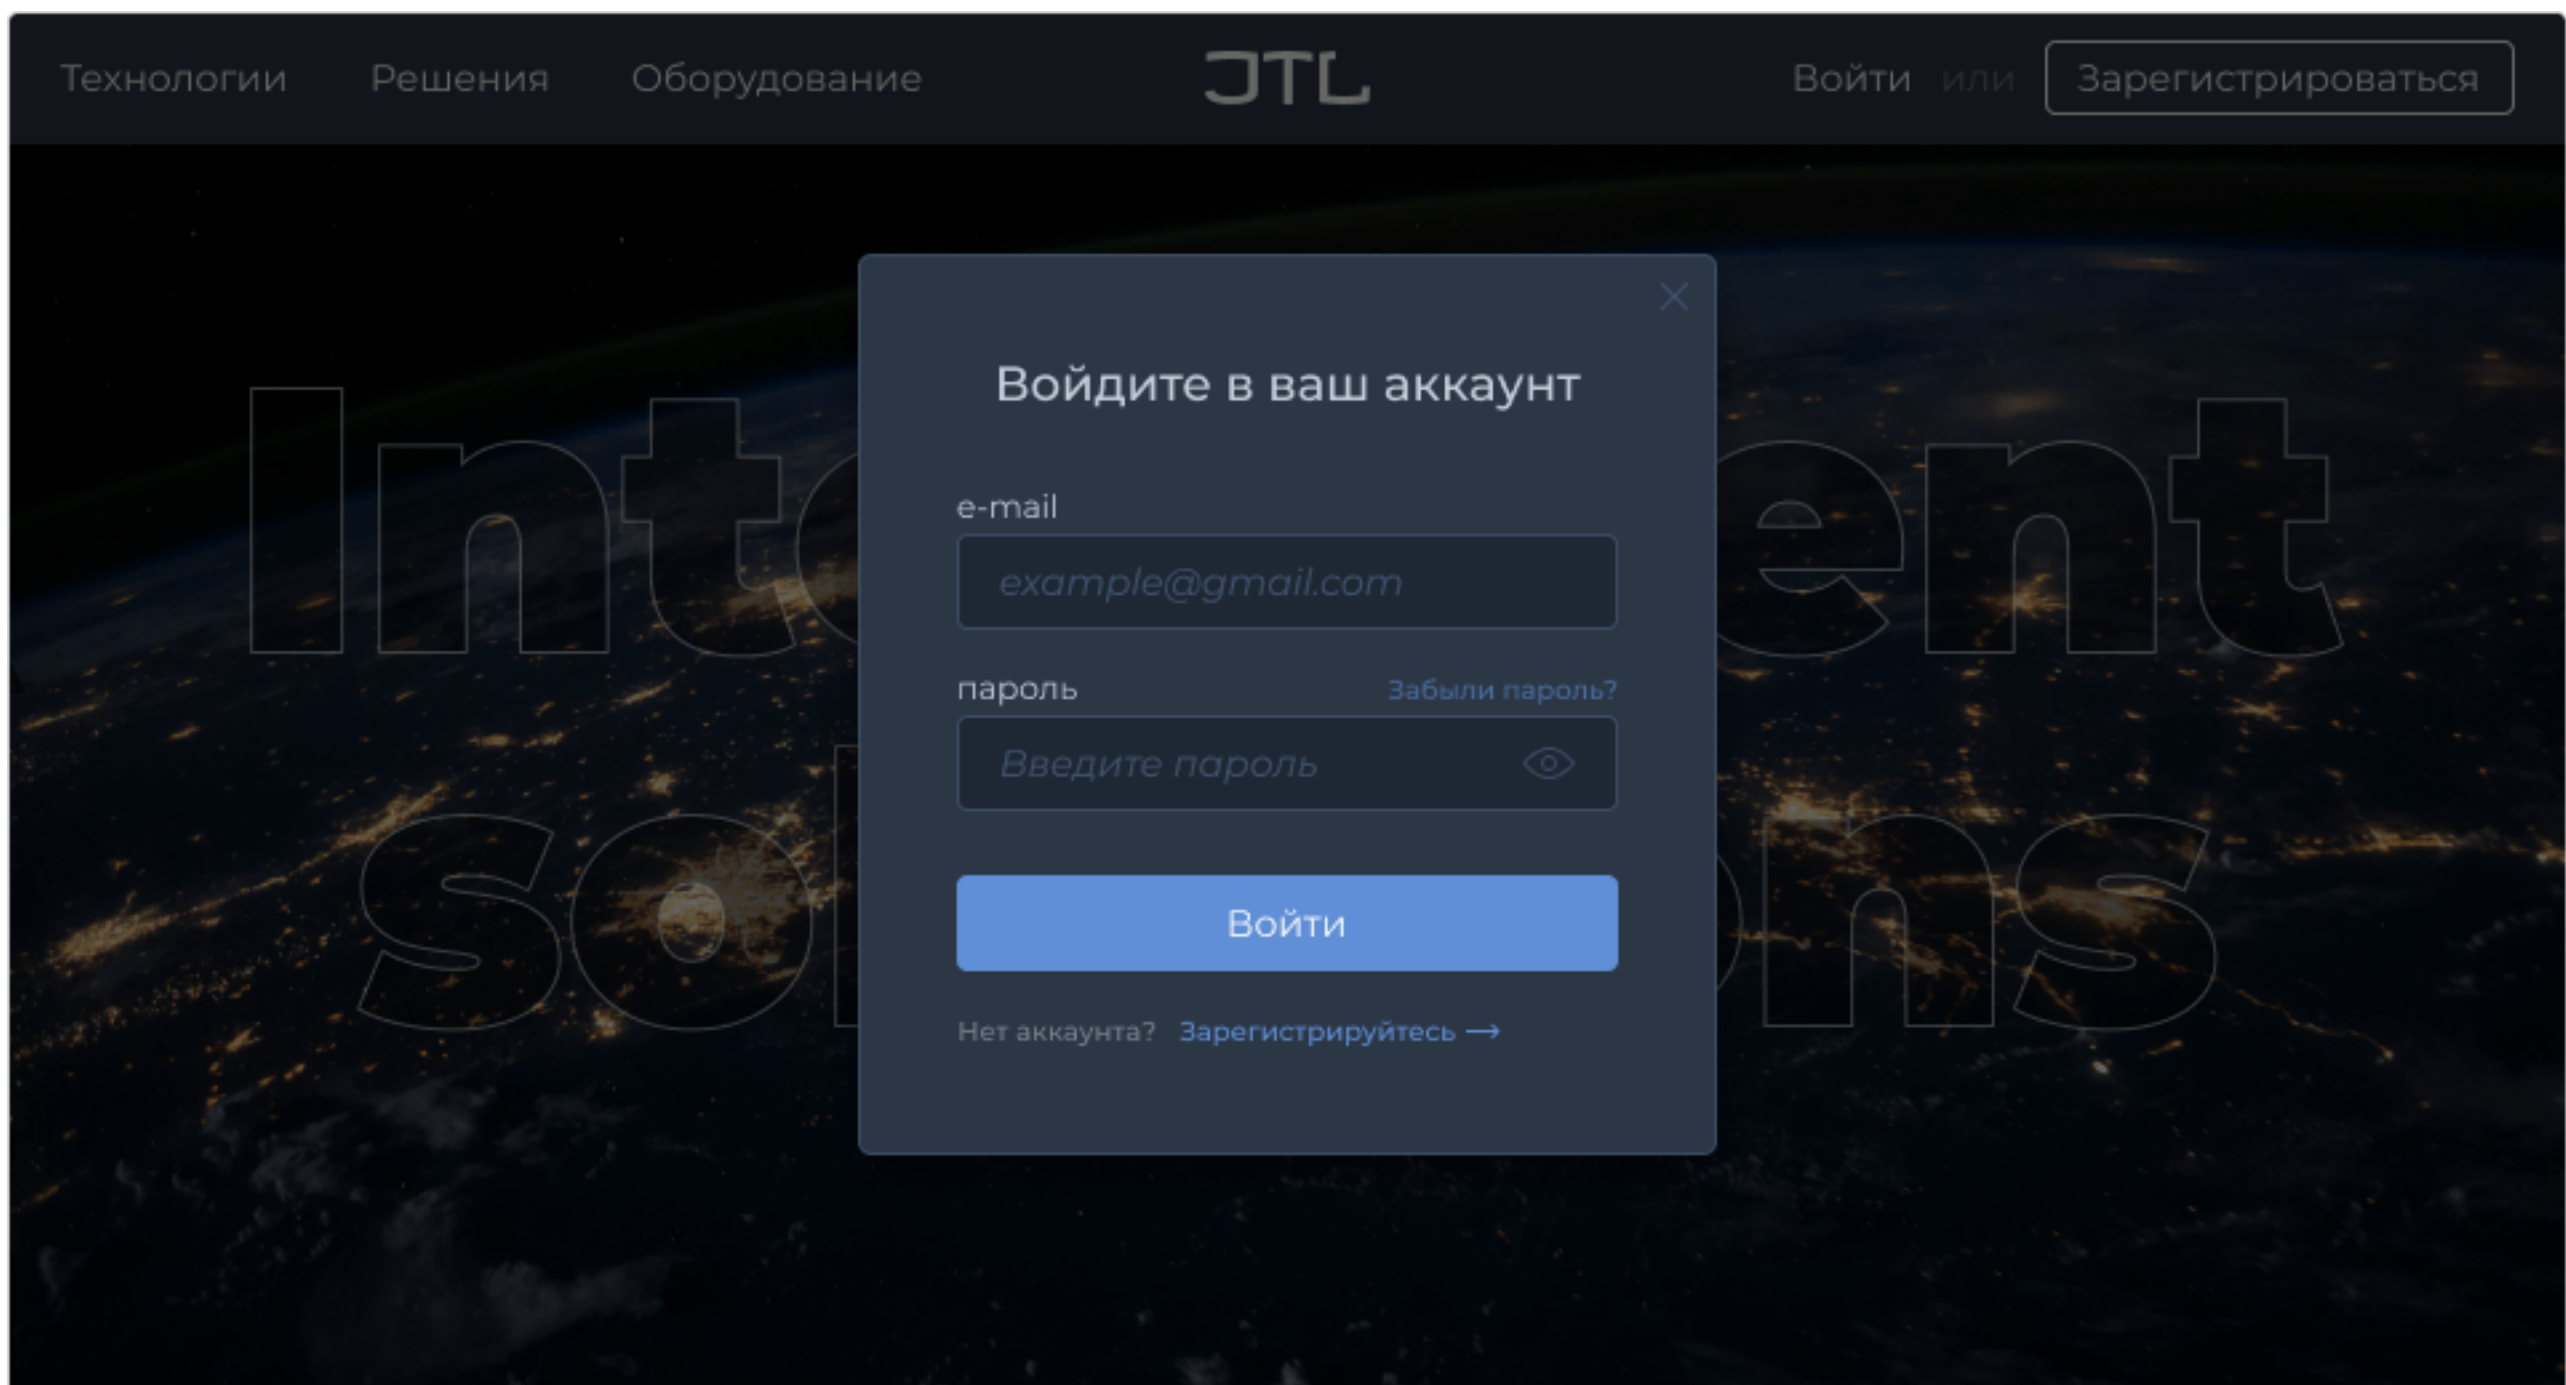 Технологии Решения Оборудование JTL Войти или Зарегистрироваться
Войдите в ваш аккаунт
e-mail
example@gmail.com
пароль Забыли пароль?
Введите пароль
Войти
Нет аккаунта? Зарегистрируйтесь →